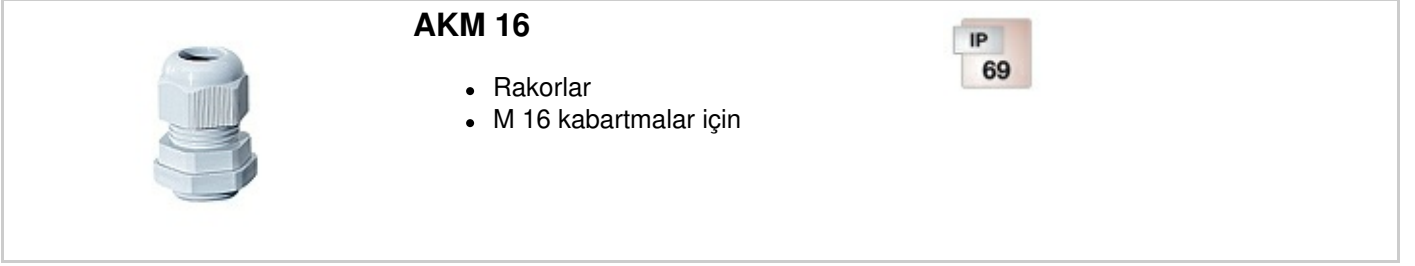 AKM 16
• Rakorlar
• M 16 kabartmalar için
IP
69